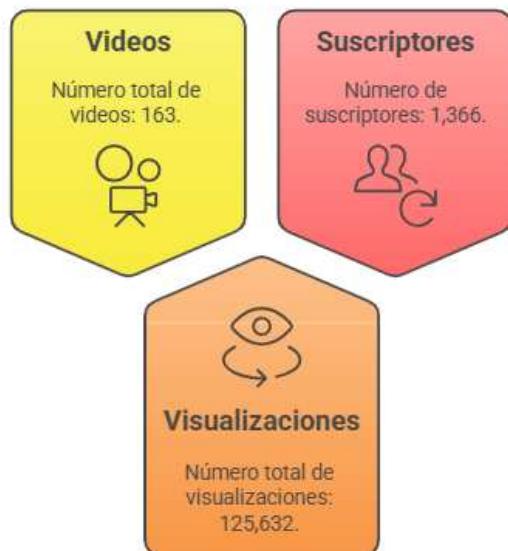 Videos
Número total de
videos: 163.
Suscriptores
Número de
suscriptores: 1,366.
Visualizaciones
Número total de
visualizaciones:
125,632.